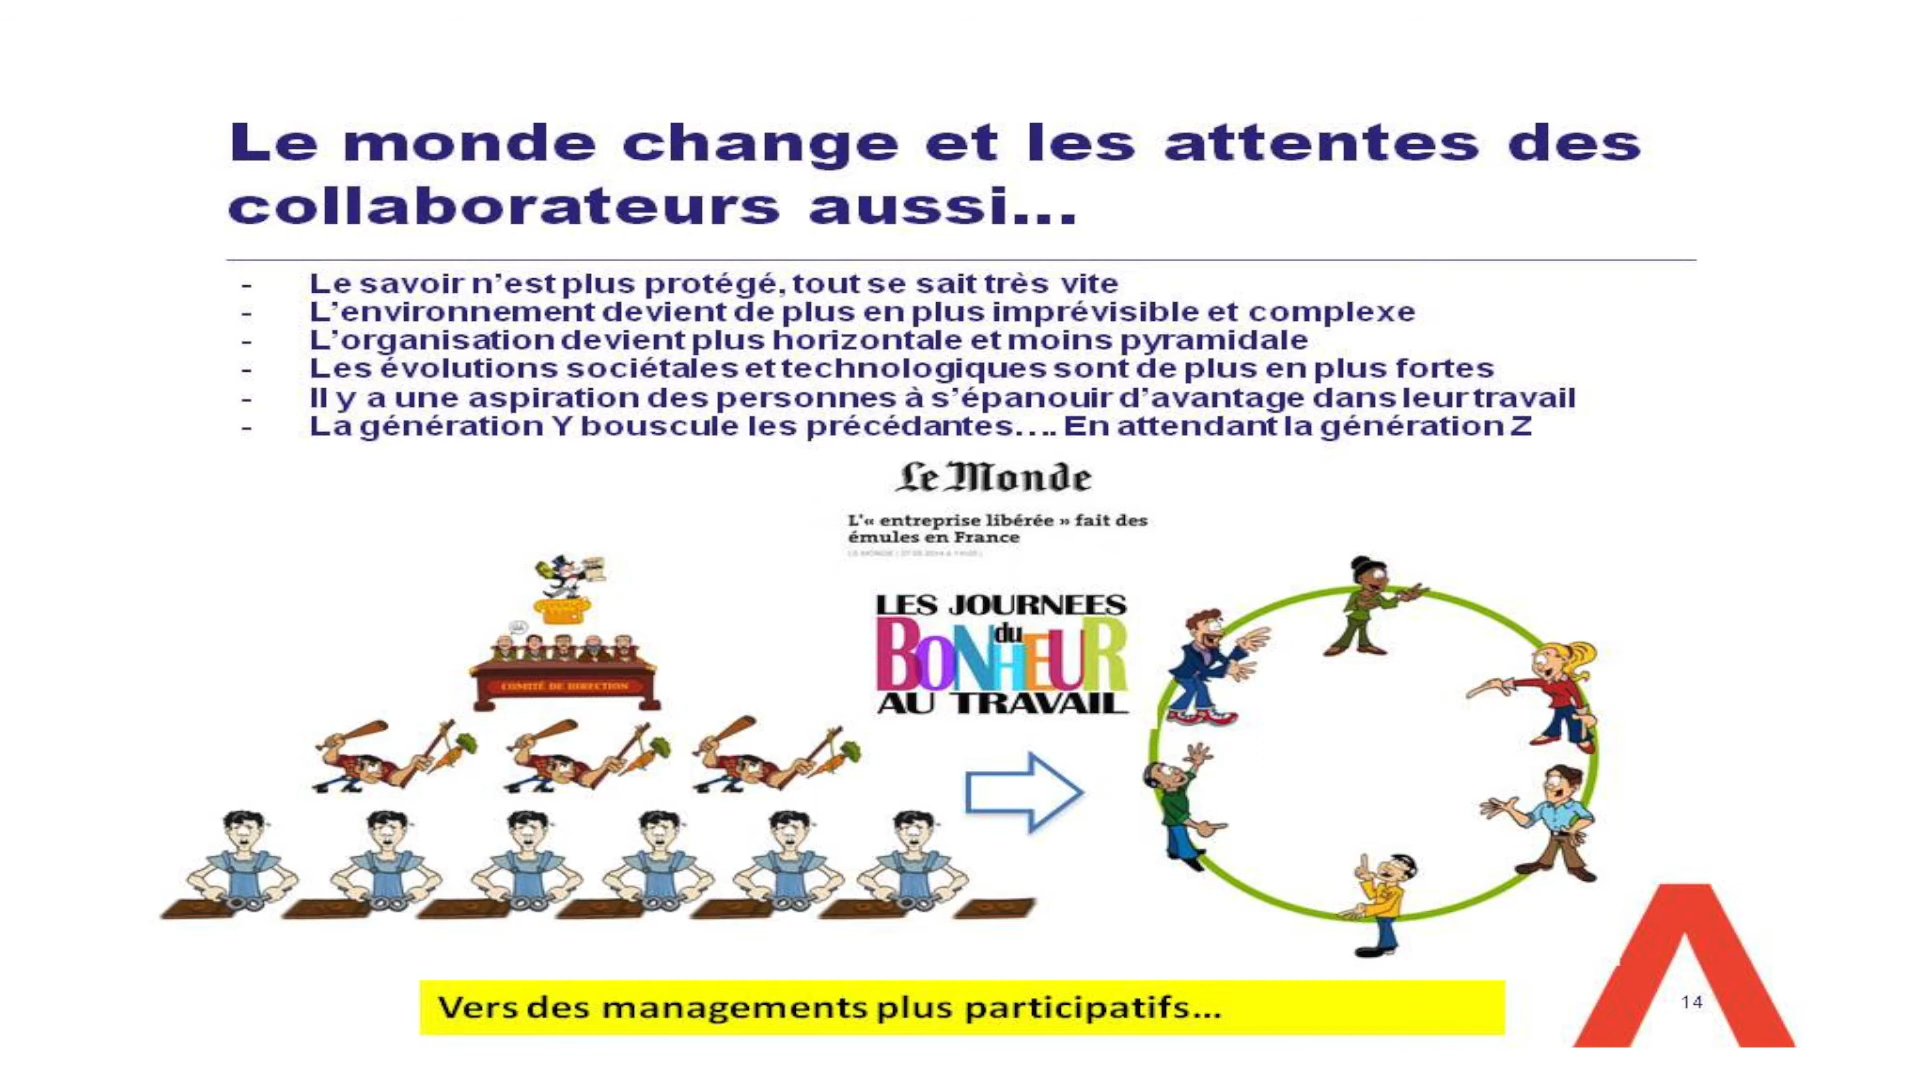 Le monde change et les attentes des
collaborateurs aussi...
- Le savoir n'est plus protégé, tout se sait très vite
- L'environnement devient de plus en plus imprévisible et complexe
- L'organisation devient plus horizontale et moins pyramidale
- Les évolutions sociétales et technologiques sont de plus en plus fortes
- Il y a une aspiration des personnes à s'épanouir d'avantage dans leur travail
- La génération Y bouscule les précédantes.... En attendant la génération Z
Le Monde
L'« entreprise libérée » fait des
émules en France
LES JOURNEES
du
BONHEUR
AU TRAVAIL
COMITÉ DE DIRECTION
Vers des managements plus participatifs...
14